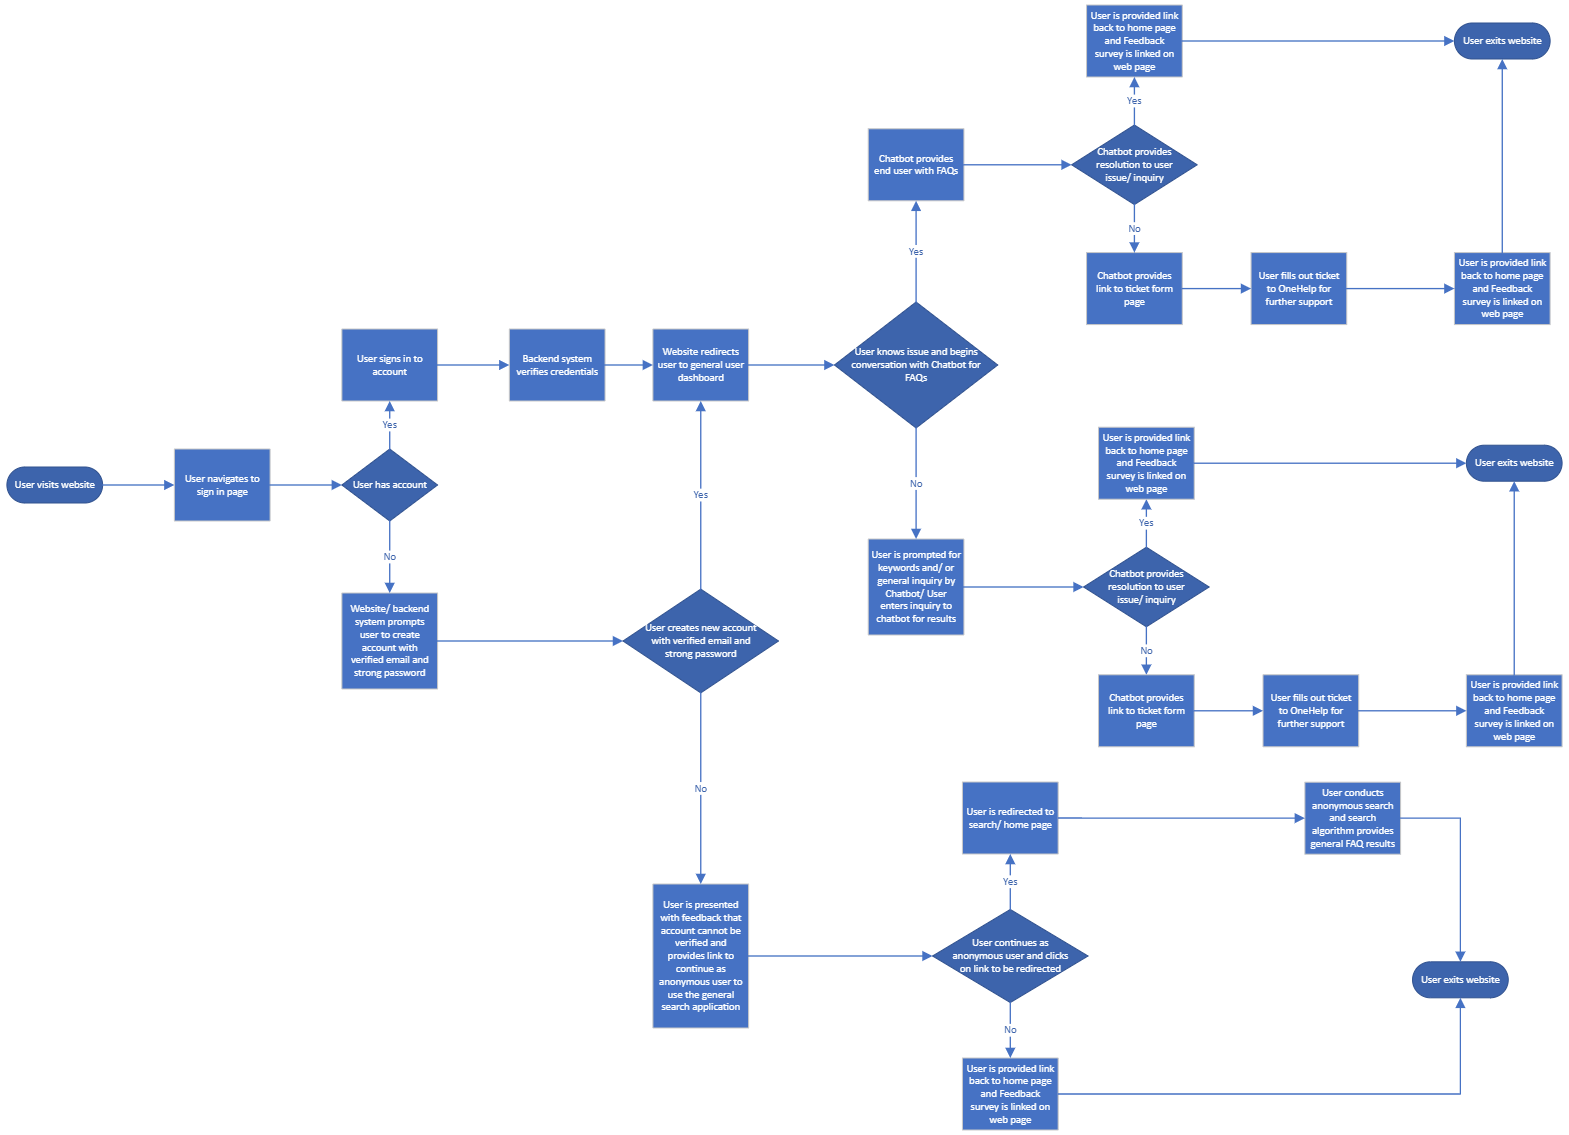 User is provided link
back to home page
and Feedback
survey is linked on
web page
User exits website
Yes
Chatbot provides
end user with FAQs
Chatbot provides
resolution to user
issue/ inquiry
No
Yes
Chatbot provides
link to ticket form
page
User fills out ticket
to OneHelp for
further support
User is provided link
back to home page
and Feedback
survey is linked on
web page
User signs in to
account
Backend system
verifies credentials
Website redirects
user to general user
dashboard
User knows issue and begins
conversation with Chatbot for
FAQs
Yes
User is provided link
back to home page
and Feedback
survey is linked on
web page
User exits website
User visits website
User navigates to
sign in page
User has account
No
Yes
Yes
No
User is prompted for
keywords and/ or
general inquiry by
Chatbot/ User
enters inquiry to
chatbot for results
Chatbot provides
resolution to user
issue/ inquiry
Website/ backend
system prompts
user to create
account with
verified email and
strong password
User creates new account
with verified email and
strong password
No
Chatbot provides
link to ticket form
page
User fills out ticket
to OneHelp for
further support
User is provided link
back to home page
and Feedback
survey is linked on
web page
No
User is redirected to
search/ home page
User conducts
anonymous search
and search
algorithm provides
general FAQ results
Yes
User is presented
with feedback that
account cannot be
verified and
provides link to
continue as
anonymous user to
use the general
search application
User continues as
anonymous user and clicks
on link to be redirected
User exits website
No
User is provided link
back to home page
and Feedback
survey is linked on
web page